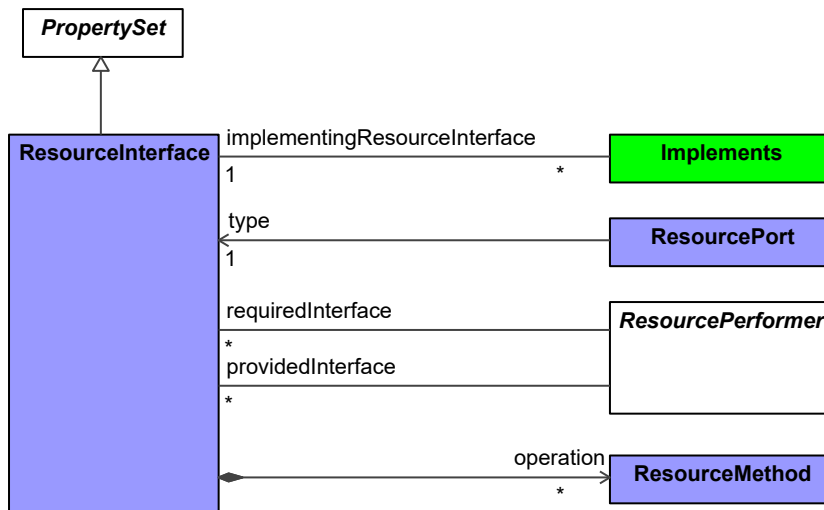 PropertySet
ResourceInterface
implementingResourceInterface
1
*
Implements
type
1
ResourcePort
requiredInterface
*
providedInterface
*
ResourcePerformer
operation
*
ResourceMethod